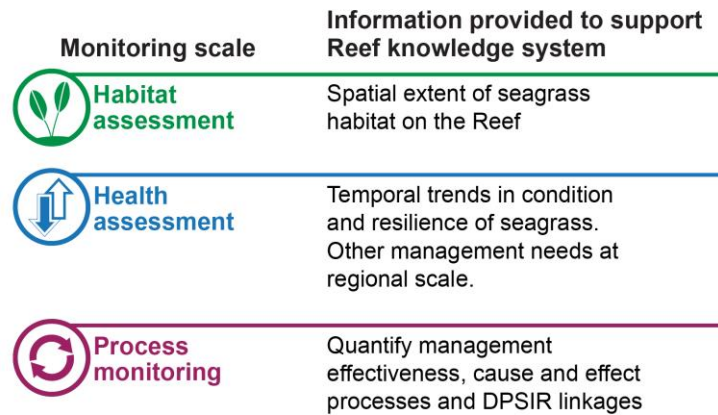 Monitoring scale
Information provided to support
Reef knowledge system
Habitat
assessment
Spatial extent of seagrass
habitat on the Reef
Health
assessment
Temporal trends in condition
and resilience of seagrass.
Other management needs at
regional scale.
Process
monitoring
Quantify management
effectiveness, cause and effect
processes and DPSIR linkages